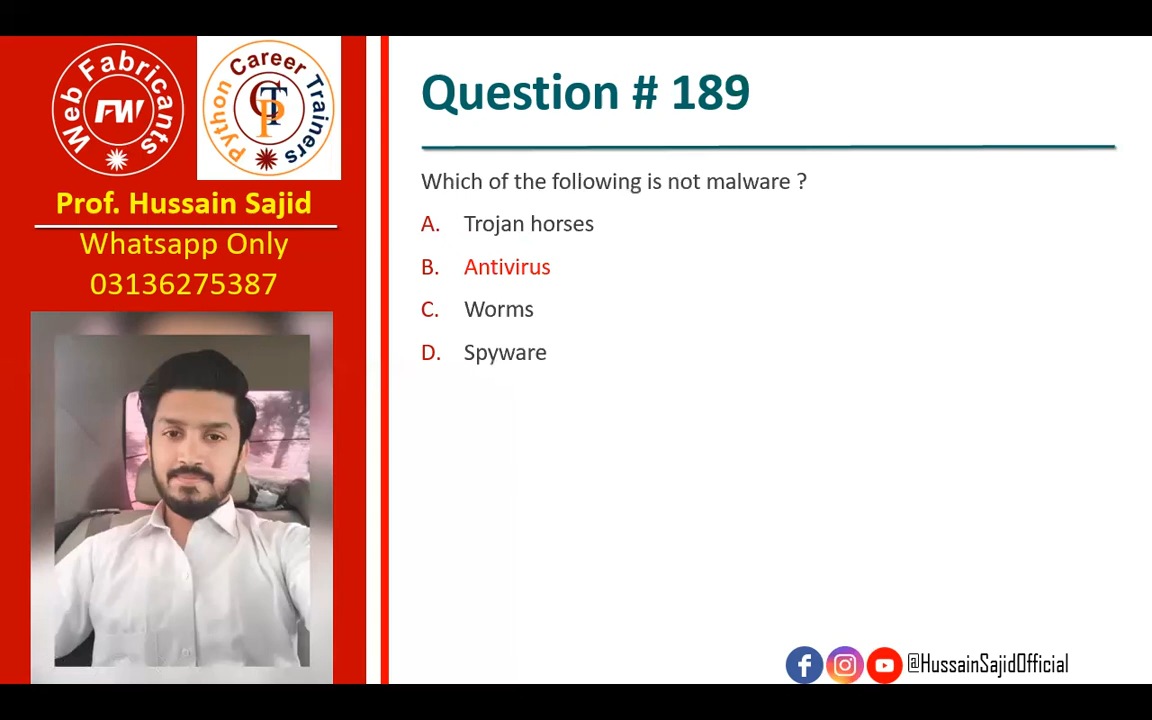 Web Fabricants
FW
Python Career Trainers
CTP
Prof. Hussain Sajid
Whatsapp Only
03136275387
Question # 189
Which of the following is not malware ?
A. Trojan horses
B. Antivirus
C. Worms
D. Spyware
@HussainSajidOfficial